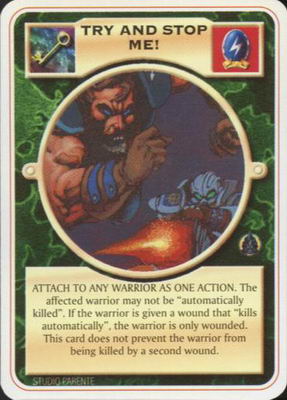 TRY AND STOP
ME!
ATTACH TO ANY WARRIOR AS ONE ACTION. The
affected warrior may not be “automatically
killed”. If the warrior is given a wound that “kills
automatically”, the warrior is only wounded.
This card does not prevent the warrior from
being killed by a second wound.
STUDIO PARENTE